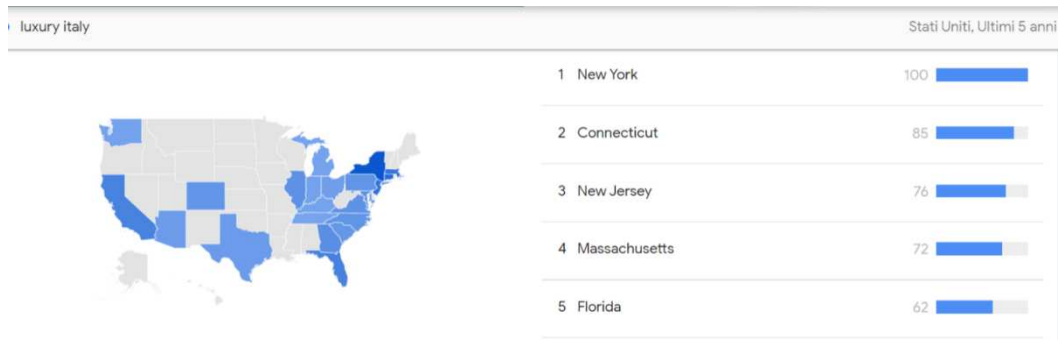 luxury italy
Stati Uniti, Ultimi 5 anni
1 New York 100
2 Connecticut 85
3 New Jersey 76
4 Massachusetts 72
5 Florida 62